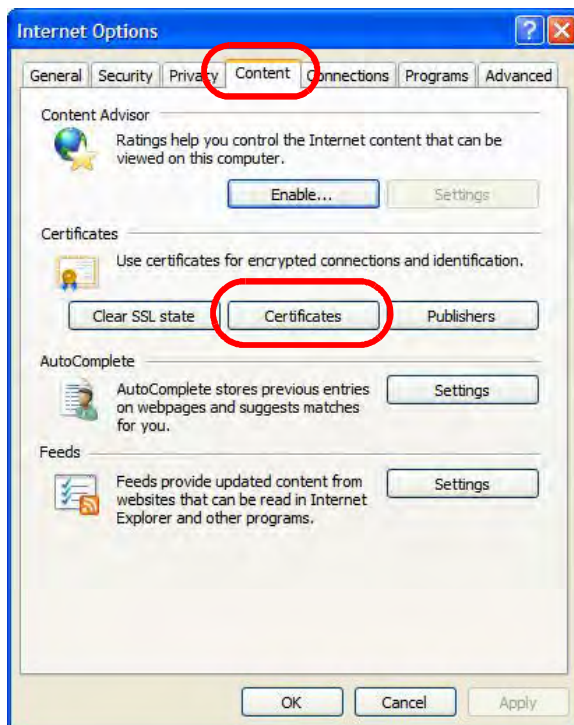 Internet Options
General Security Privacy Content Connections Programs Advanced
Content Advisor
Ratings help you control the Internet content that can be
viewed on this computer.
Enable... Settings
Certificates
Use certificates for encrypted connections and identification.
Clear SSL state Certificates Publishers
AutoComplete
AutoComplete stores previous entries
on webpages and suggests matches
for you.
Settings
Feeds
Feeds provide updated content from
websites that can be read in Internet
Explorer and other programs.
Settings
OK Cancel Apply